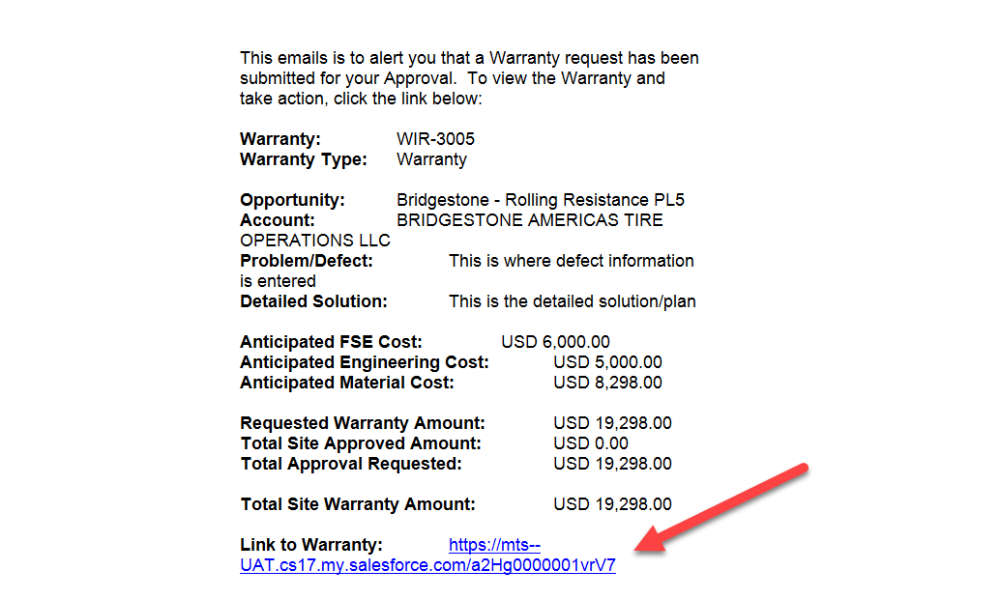 This emails is to alert you that a Warranty request has been
submitted for your Approval.  To view the Warranty and
take action, click the link below:
Warranty: WIR-3005
Warranty Type: Warranty
Opportunity: Bridgestone - Rolling Resistance PL5
Account: BRIDGESTONE AMERICAS TIRE
OPERATIONS LLC
Problem/Defect: This is where defect information
is entered
Detailed Solution: This is the detailed solution/plan
Anticipated FSE Cost: USD 6,000.00
Anticipated Engineering Cost: USD 5,000.00
Anticipated Material Cost: USD 8,298.00
Requested Warranty Amount: USD 19,298.00
Total Site Approved Amount: USD 0.00
Total Approval Requested: USD 19,298.00
Total Site Warranty Amount: USD 19,298.00
Link to Warranty: https://mts--
UAT.cs17.my.salesforce.com/a2Hg0000001vrV7